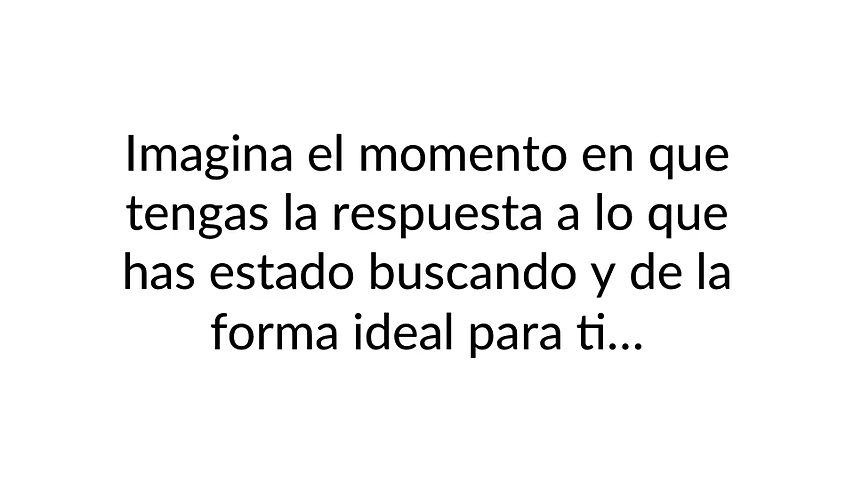 Imagina el momento en que
tengas la respuesta a lo que
has estado buscando y de la
forma ideal para ti...